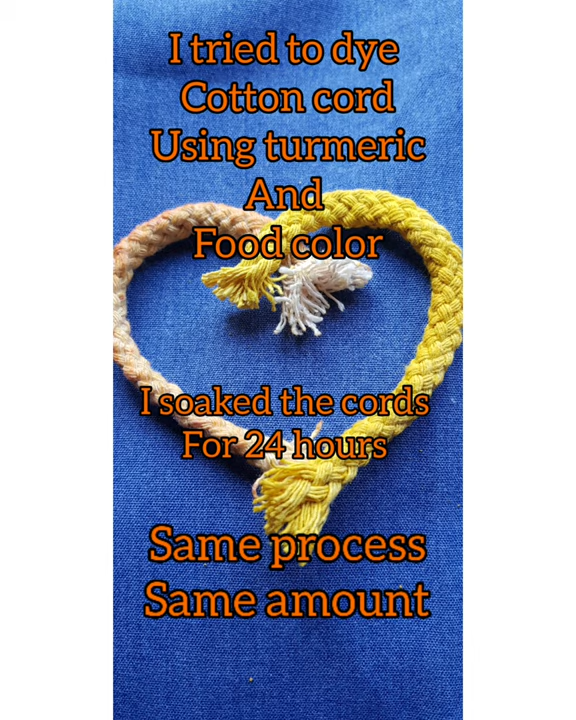 I tried to dye
Cotton cord
Using turmeric
And
Food color
I soaked the cords
For 24 hours
Same process
Same amount